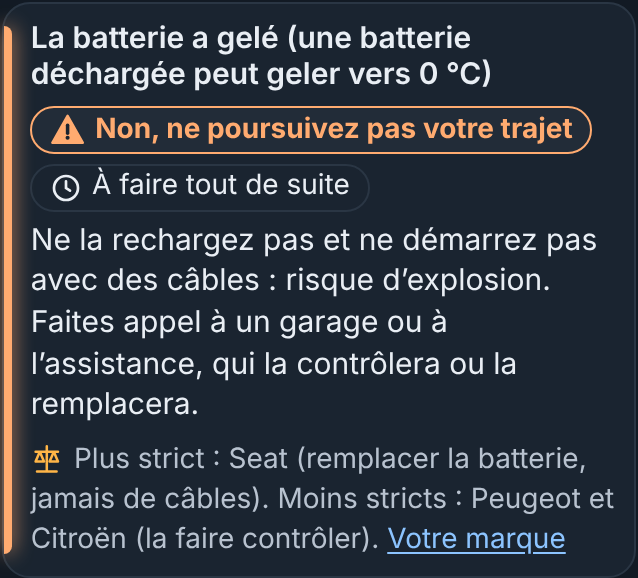 La batterie a gelé (une batterie
déchargée peut geler vers 0 °C)
Non, ne poursuivez pas votre trajet
À faire tout de suite
Ne la rechargez pas et ne démarrez pas
avec des câbles : risque d’explosion.
Faites appel à un garage ou à
l’assistance, qui la contrôlera ou la
remplacera.
Plus strict : Seat (remplacer la batterie,
jamais de câbles). Moins stricts : Peugeot et
Citroën (la faire contrôler). Votre marque